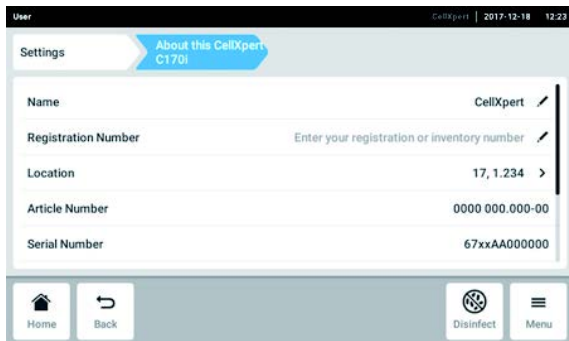 User CellXpert | 2017-12-18 12:23
Settings
About this CellXpert
C170i
Name CellXpert
Registration Number Enter your registration or inventory number
Location 17, 1.234 >
Article Number 0000 000.000-00
Serial Number 67xxAA000000
Home Back Disinfect Menu